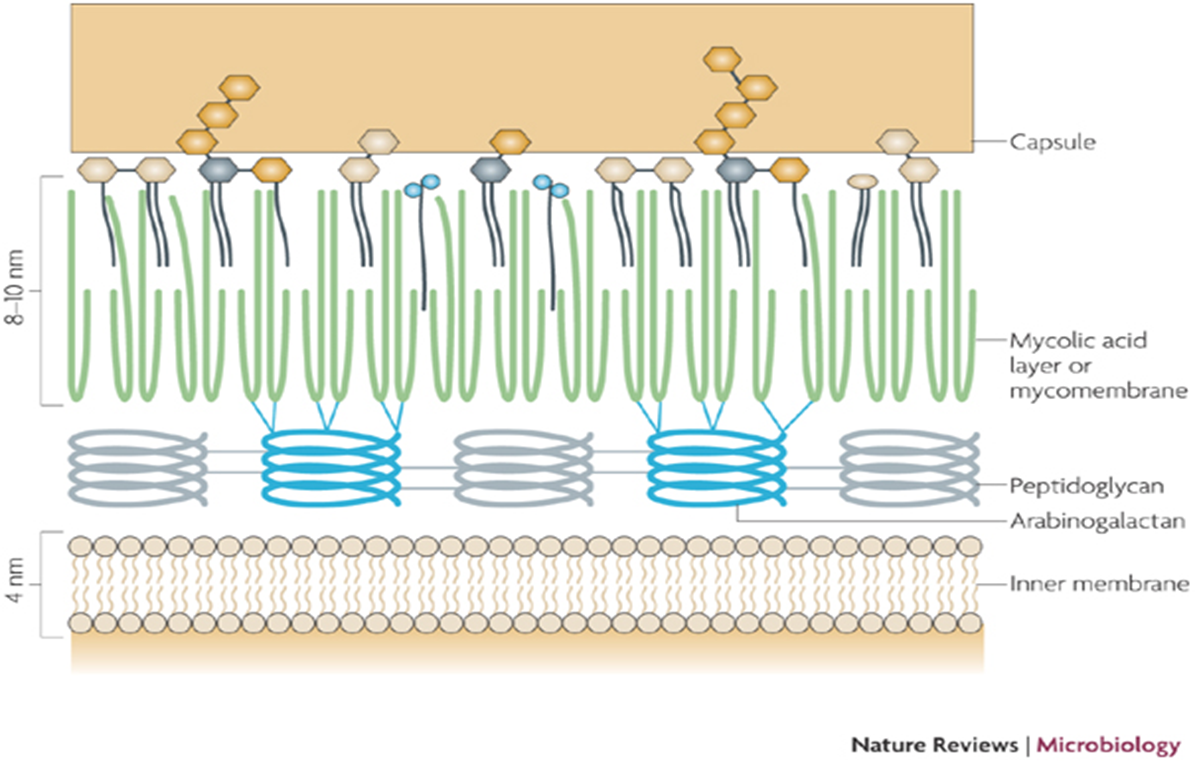 Capsule
8–10 nm
Mycolic acid
layer or
mycomembrane
Peptidoglycan
Arabinogalactan
4 nm
Inner membrane
Nature Reviews | Microbiology